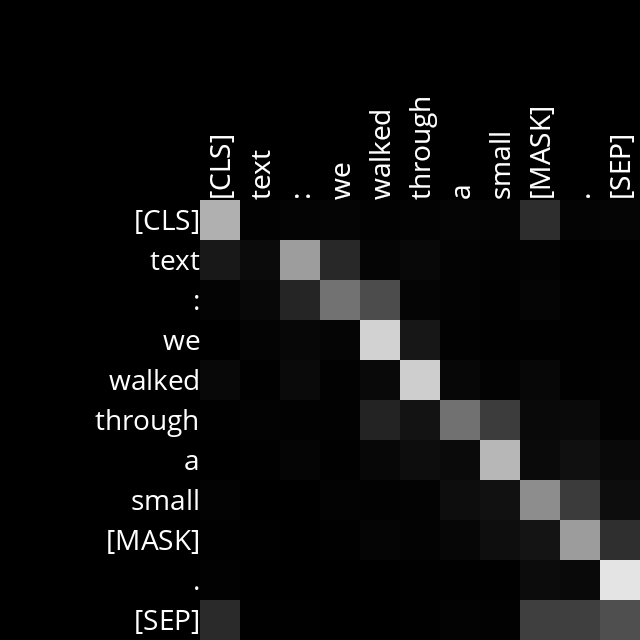 [CLS] text : we walked through a small [MASK] . [SEP]
[CLS]
text
:
we
walked
through
a
small
[MASK]
.
[SEP]